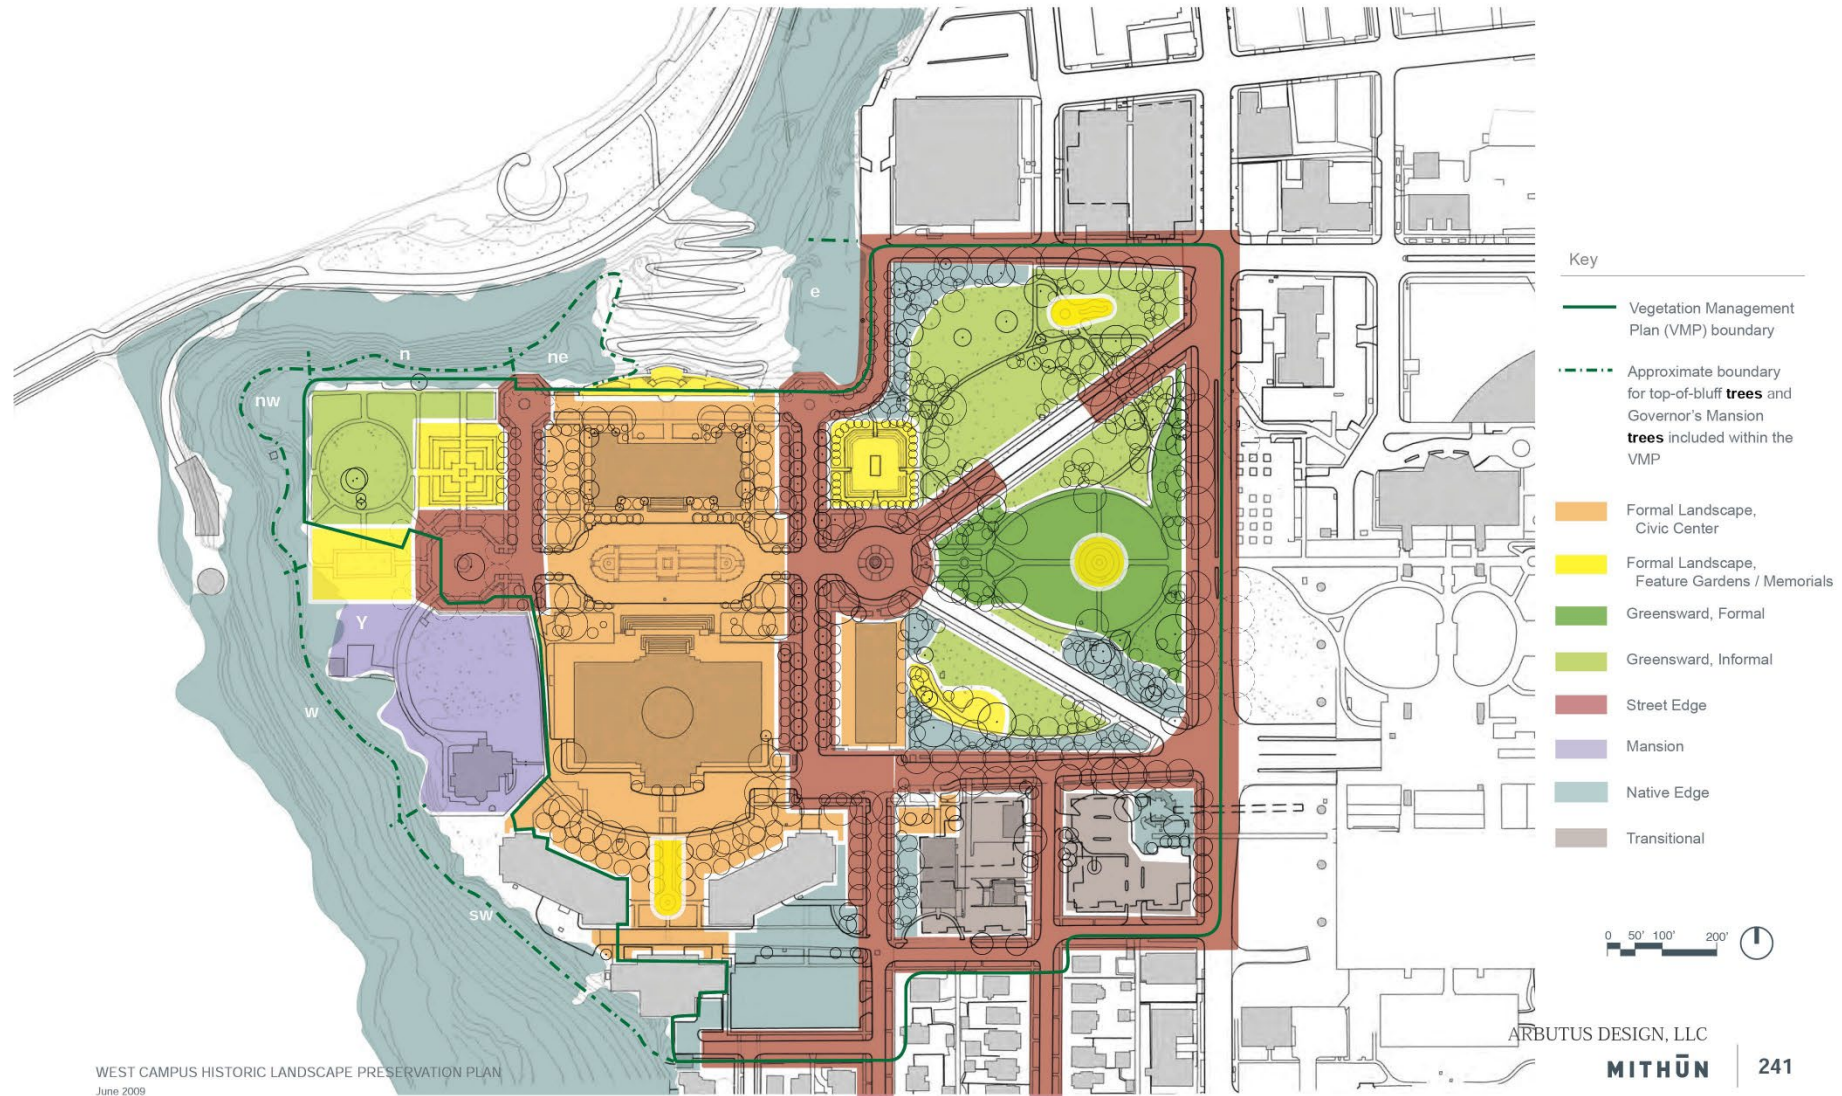 e
n
ne
nw
Y
w
sw
Key
Vegetation Management
Plan (VMP) boundary
Approximate boundary
for top-of-bluff trees and
Governor's Mansion
trees included within the
VMP
Formal Landscape,
Civic Center
Formal Landscape,
Feature Gardens / Memorials
Greensward, Formal
Greensward, Informal
Street Edge
Mansion
Native Edge
Transitional
0 50' 100' 200'
ARBUTUS DESIGN, LLC
MITHŪN
241
WEST CAMPUS HISTORIC LANDSCAPE PRESERVATION PLAN
June 2009